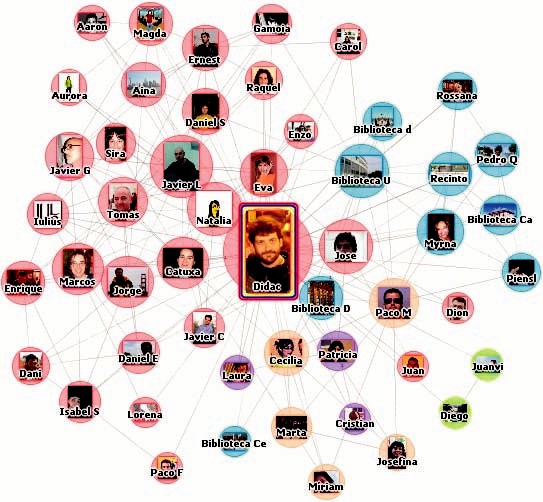 Aaron
Magda
Gamoia
Ernest
Carol
Aina
Raquel
Aurora
Rossana
Daniel S
Enzo
Biblioteca d
Sira
Pedro Q
Javier G
Javier L
Eva
Biblioteca U
Recinto
Tomas
Iulius
Natalia
Biblioteca Ca
Myrna
Jose
Catuxa
Marcos
Enrique
Jorge
Didac
Piensl
Biblioteca D
Paco M
Dion
Javier C
Daniel E
Cecilia
Patricia
Dani
Laura
Juan
Juanvi
Isabel S
Lorena
Diego
Cristian
Marta
Biblioteca Ce
Josefina
Paco F
Miriam